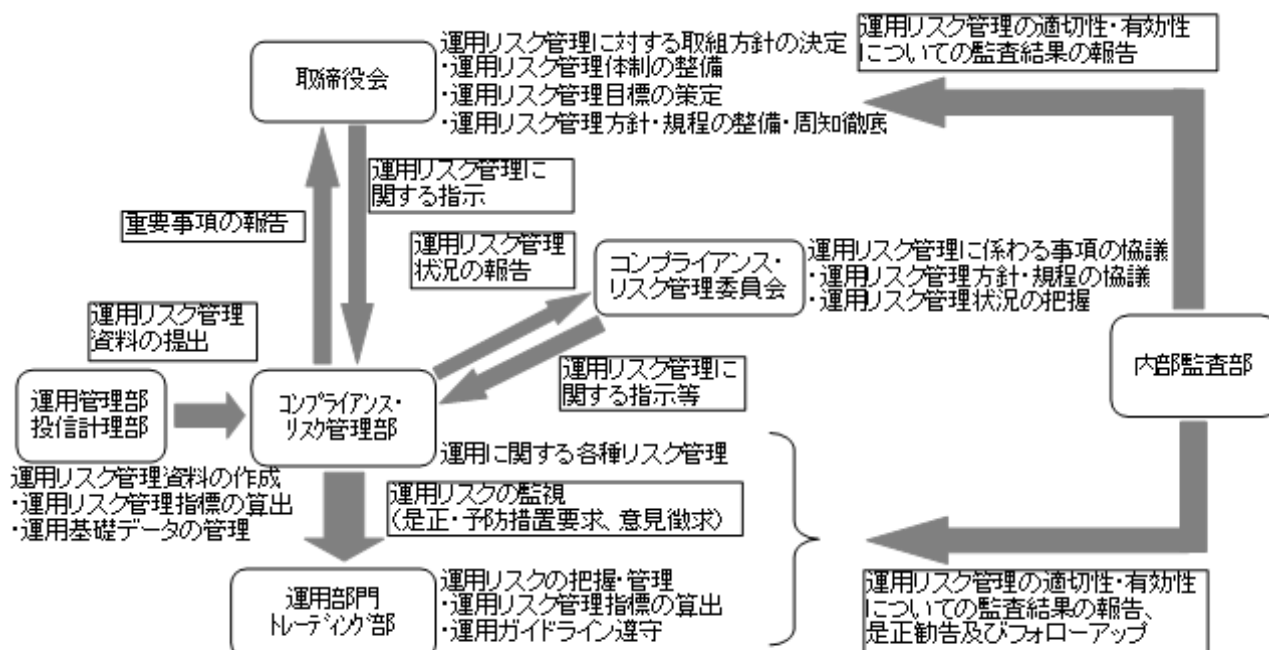 取締役会
運用リスク管理に対する取組方針の決定
・運用リスク管理体制の整備
・運用リスク管理目標の策定
・運用リスク管理方針・規程の整備・周知徹底
運用リスク管理の適切性・有効性
についての監査結果の報告
運用リスク管理に
関する指示
重要事項の報告
運用リスク管理
状況の報告
コンプライアンス・
リスク管理委員会
運用リスク管理に係わる事項の協議
・運用リスク管理方針・規程の協議
・運用リスク管理状況の把握
運用リスク管理
資料の提出
内部監査部
運用リスク管理に
関する指示等
運用管理部
投信計理部
コンプライアンス・
リスク管理部
運用に関する各種リスク管理
運用リスク管理資料の作成
・運用リスク管理指標の算出
・運用基礎データの管理
運用リスクの監視
(是正・予防措置要求、意見徴求)
運用部門
トレーディング部
運用リスクの把握・管理
・運用リスク管理指標の算出
・運用ガイドライン遵守
運用リスク管理の適切性・有効性
についての監査結果の報告、
是正勧告及びフォローアップ